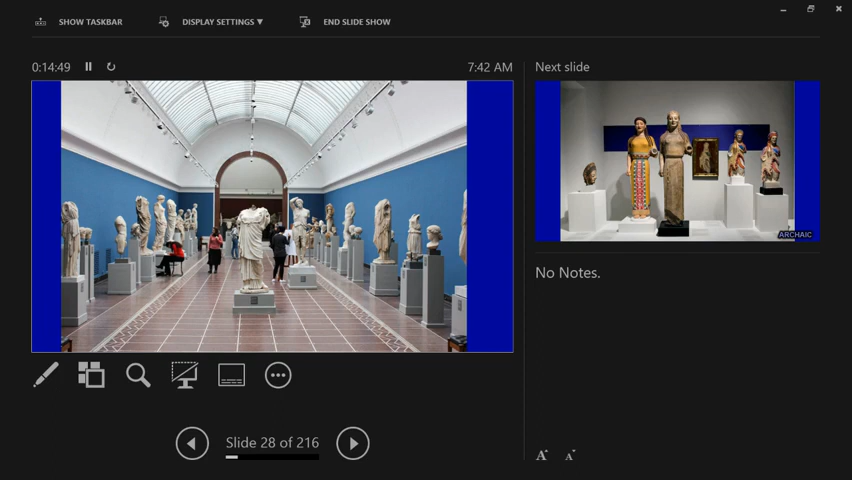 SHOW TASKBAR
DISPLAY SETTINGS ▼
END SLIDE SHOW
0:14:49
7:42 AM
Next slide
ARCHAIC
No Notes.
Slide 28 of 216
A
A